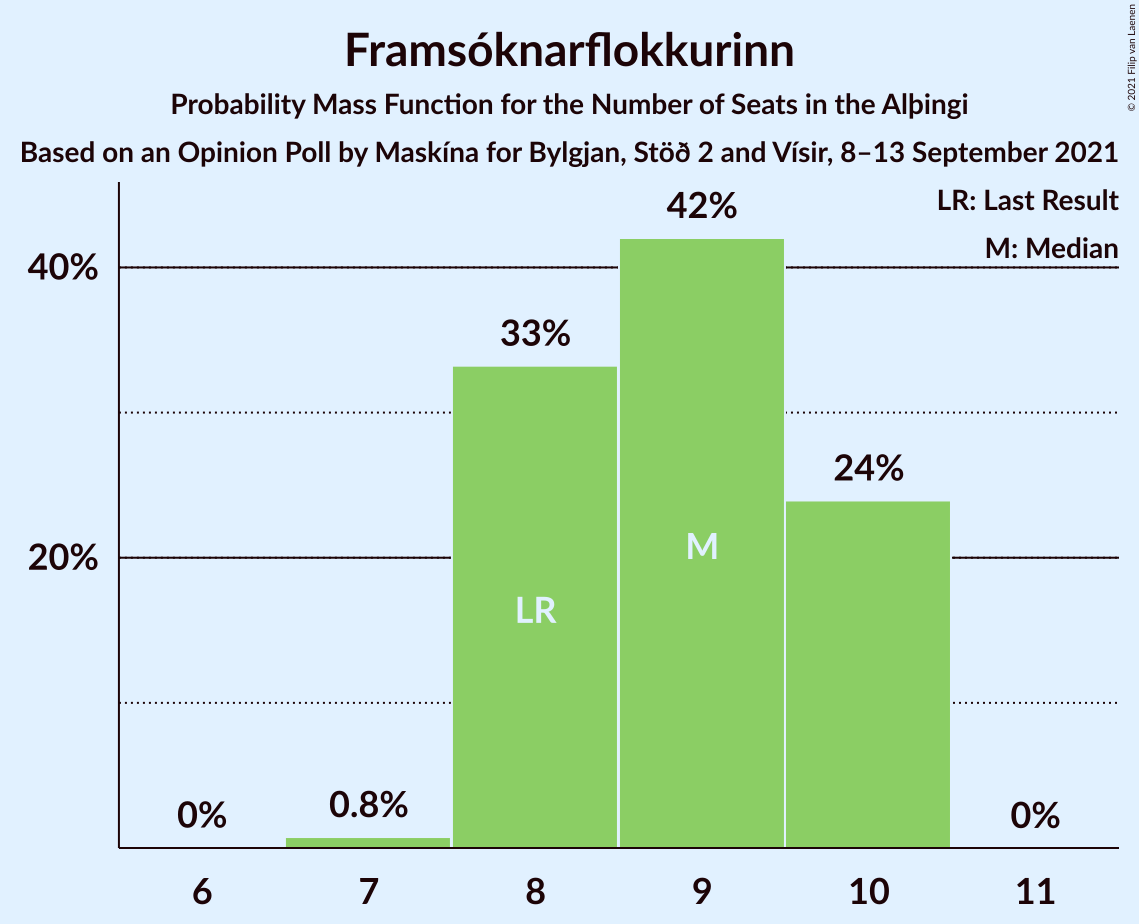 Framsóknarflokkurinn
Probability Mass Function for the Number of Seats in the Alþingi
Based on an Opinion Poll by Maskína for Bylgjan, Stöð 2 and Vísir, 8–13 September 2021
© 2021 Filip van Laenen
LR: Last Result
M: Median
42%
40%
33%
24%
20%
M
LR
0%
0.8%
0%
6 7 8 9 10 11